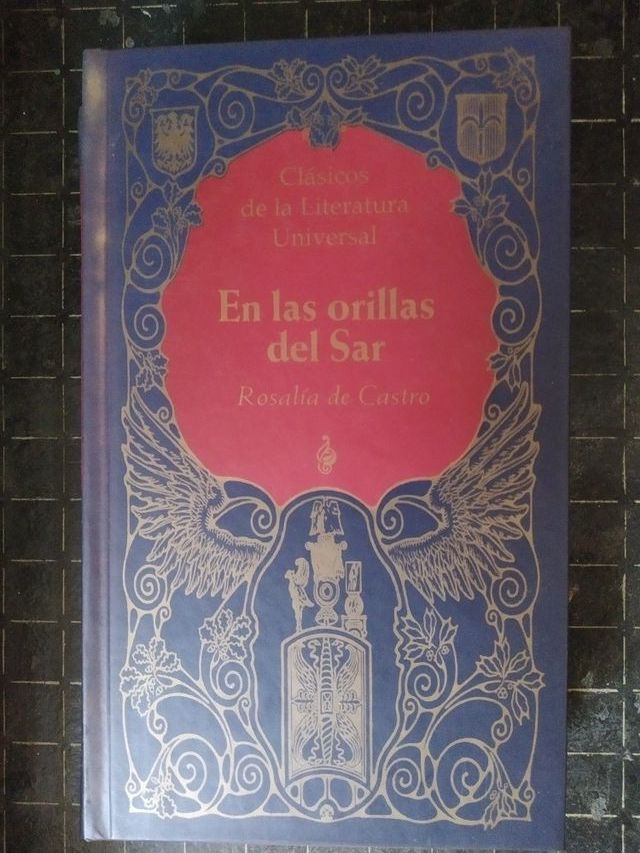 Clásicos
de la Literatura
Universal
En las orillas
del Sar
Rosalía de Castro